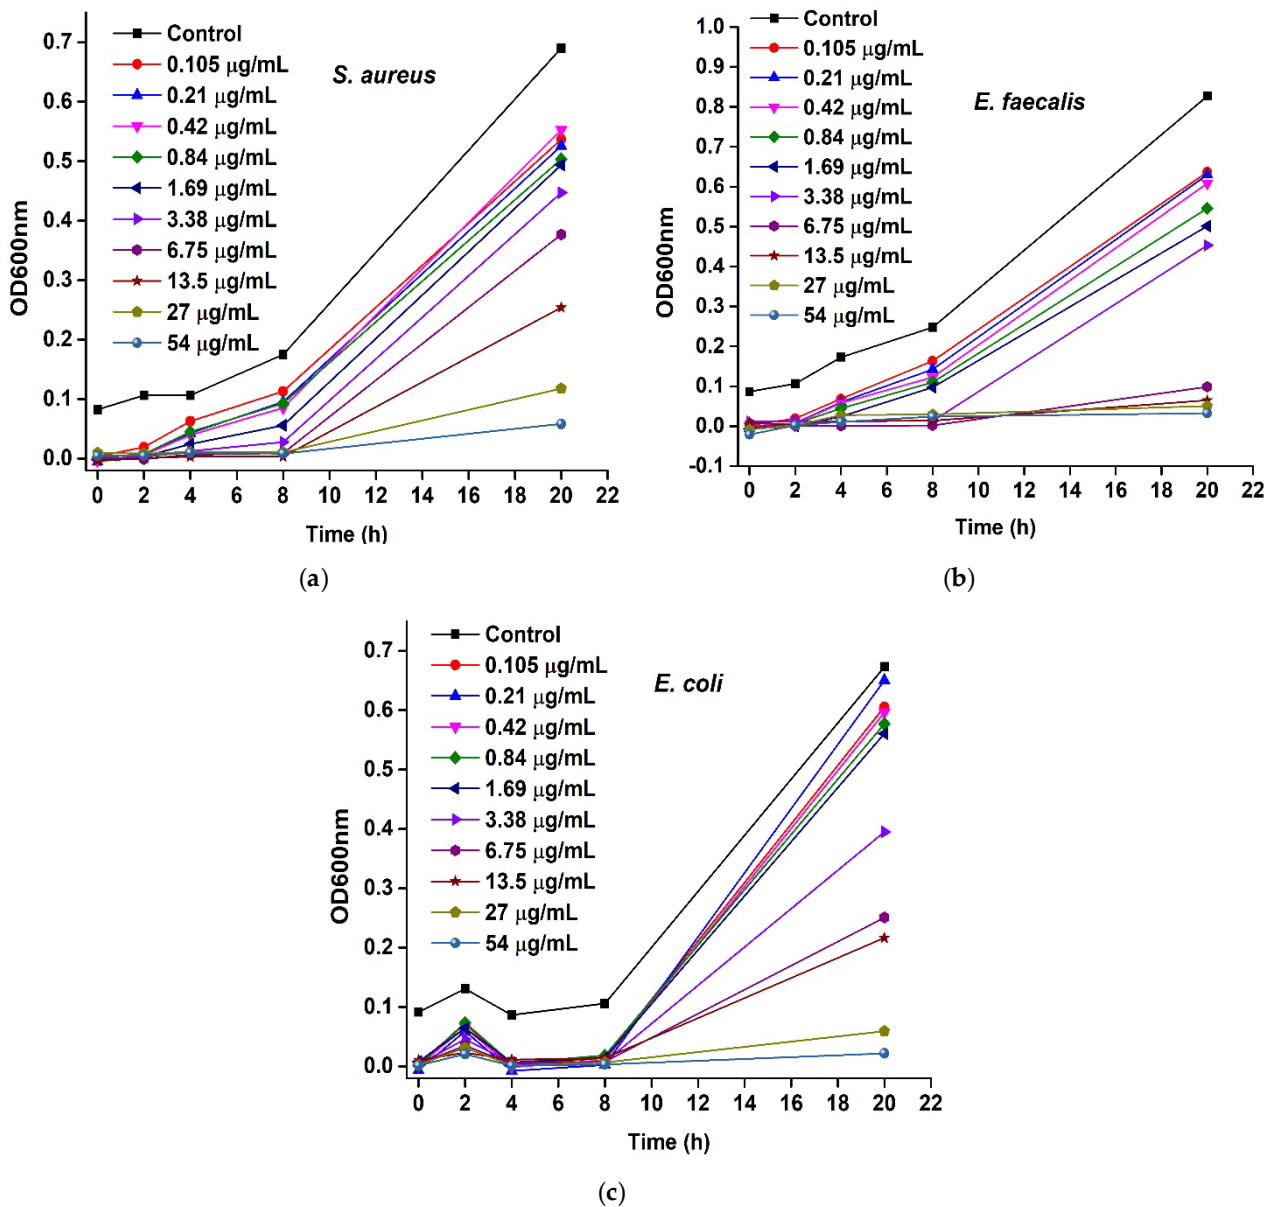 S. aureus
Control
0.105 μg/mL
0.21 μg/mL
0.42 μg/mL
0.84 μg/mL
1.69 μg/mL
3.38 μg/mL
6.75 μg/mL
13.5 μg/mL
27 μg/mL
54 μg/mL
OD600nm
0.7
0.6
0.5
0.4
0.3
0.2
0.1
0.0
0 2 4 6 8 10 12 14 16 18 20 22
Time (h)
(a)
E. faecalis
Control
0.105 μg/mL
0.21 μg/mL
0.42 μg/mL
0.84 μg/mL
1.69 μg/mL
3.38 μg/mL
6.75 μg/mL
13.5 μg/mL
27 μg/mL
54 μg/mL
OD600nm
1.0
0.9
0.8
0.7
0.6
0.5
0.4
0.3
0.2
0.1
0.0
-0.1
0 2 4 6 8 10 12 14 16 18 20 22
Time (h)
(b)
E. coli
Control
0.105 μg/mL
0.21 μg/mL
0.42 μg/mL
0.84 μg/mL
1.69 μg/mL
3.38 μg/mL
6.75 μg/mL
13.5 μg/mL
27 μg/mL
54 μg/mL
OD600nm
0.7
0.6
0.5
0.4
0.3
0.2
0.1
0.0
0 2 4 6 8 10 12 14 16 18 20 22
Time (h)
(c)